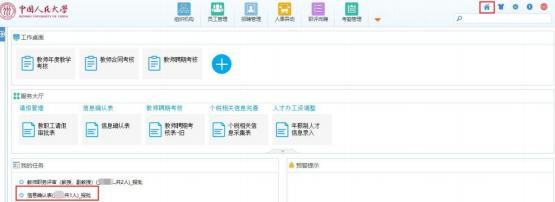 中国人民大学
RENMIN UNIVERSITY OF CHINA
组织机构 员工管理 招聘管理 人事异动 职评尚聘 考勤管理
工作桌面
教师年度教学考核 教师合同考核 教师聘期考核
服务大厅
请假管理 信息确认表 教师聘期考核 个税相关信息完善 人才办工资调整
教职工请假审批表 信息确认表 教师聘期考核表-旧 个税相关信息采集表 年薪制人才信息录入
我的任务 预警提示
教师职务评审（教授、副教授）( 共2人)_报批
信息确认表( 共1人)_报批